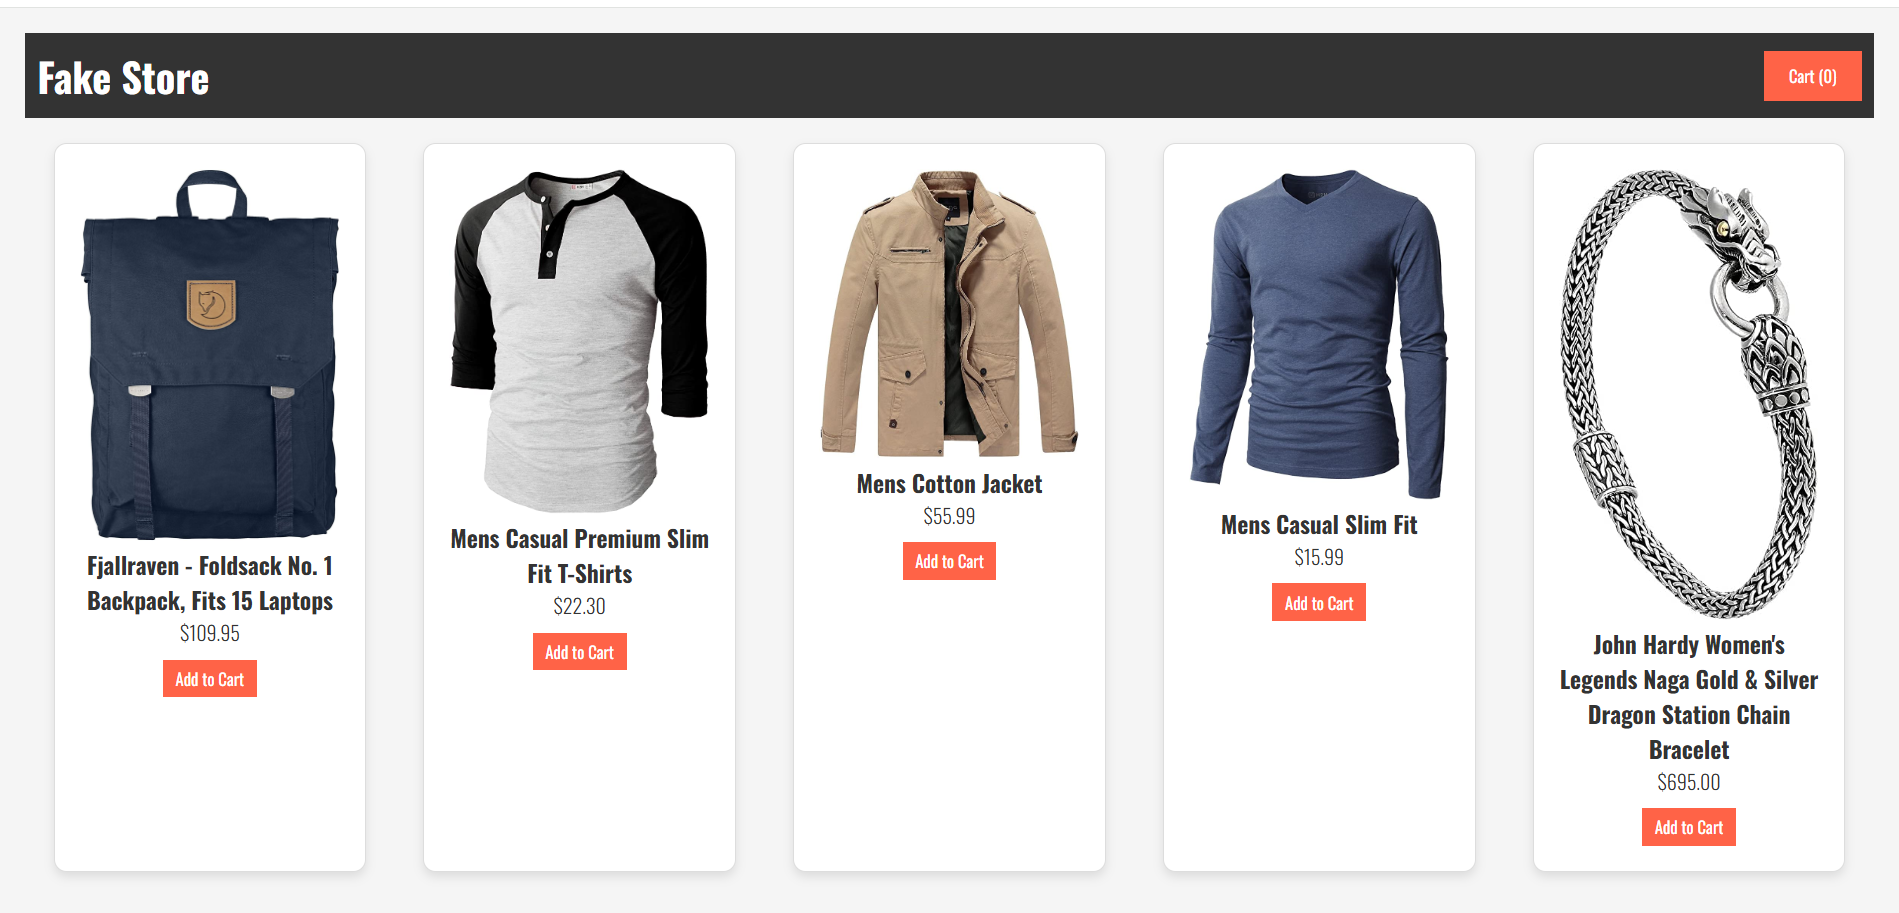 Fake Store
Cart (0)
Fjallraven - Foldsack No. 1
Backpack, Fits 15 Laptops
$109.95
Add to Cart
Mens Casual Premium Slim
Fit T-Shirts
$22.30
Add to Cart
Mens Cotton Jacket
$55.99
Add to Cart
Mens Casual Slim Fit
$15.99
Add to Cart
John Hardy Women's
Legends Naga Gold & Silver
Dragon Station Chain
Bracelet
$695.00
Add to Cart